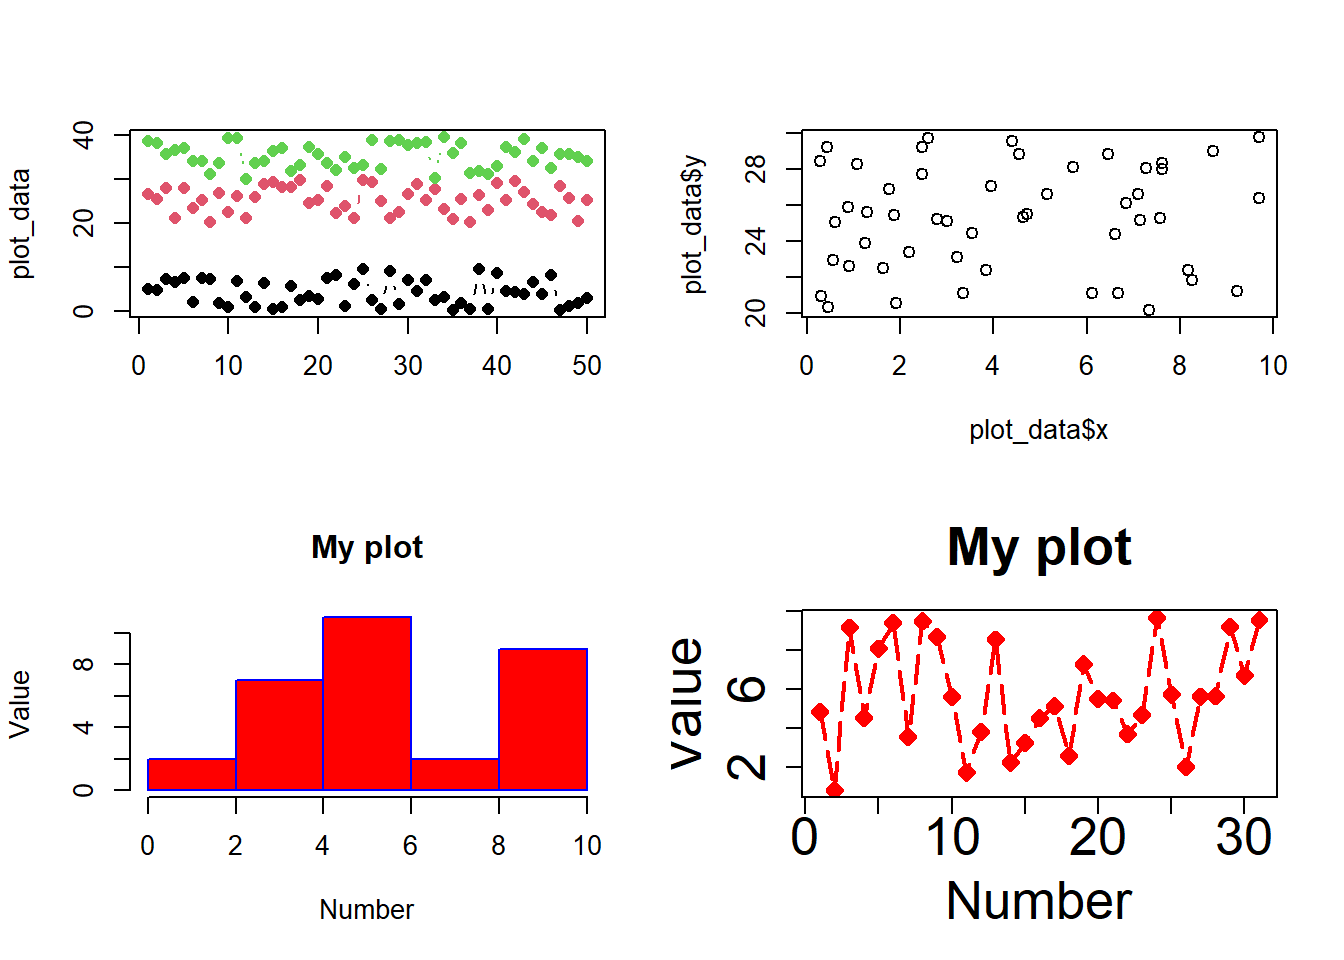 plot_data
40
20
0
0 10 20 30 40 50
plot_data$y
28
24
20
0 2 4 6 8 10
plot_data$x
My plot
Value
8
4
0
0 2 4 6 8 10
Number
My plot
value
6
2
0 10 20 30
Number